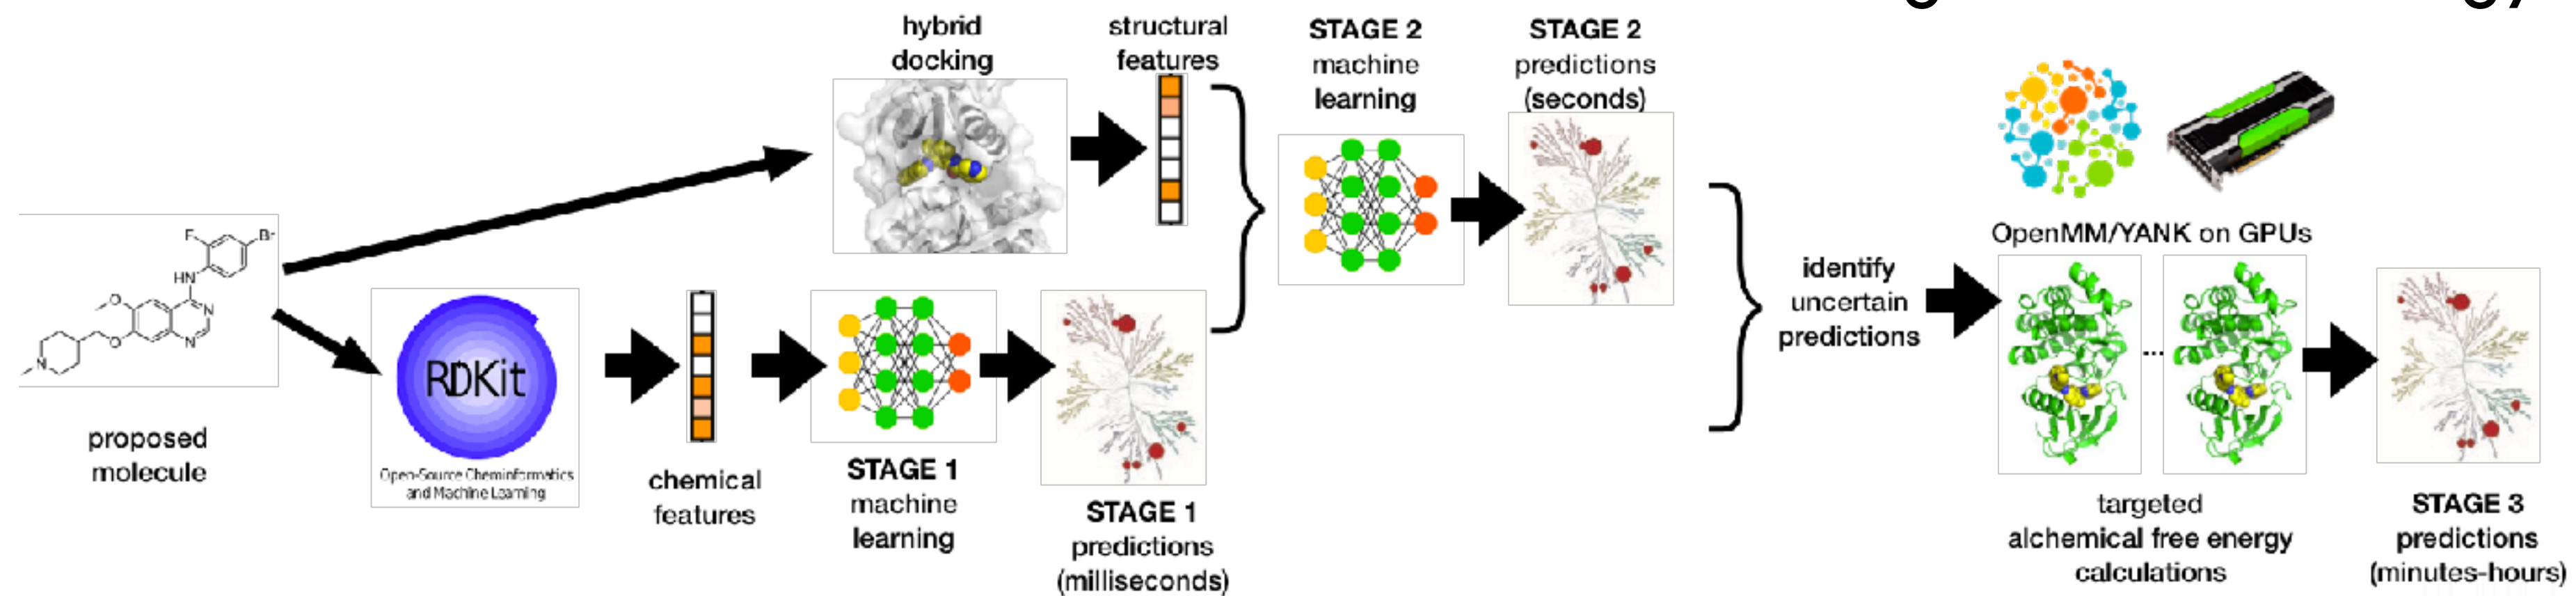 hybrid
docking
structural
features
STAGE 2
machine
learning
STAGE 2
predictions
(seconds)
F
Br
HN
N
N
O
O
N
proposed
molecule
RDKit
Open-Source Cheminformatics
and Machine Learning
chemical
features
STAGE 1
machine
learning
STAGE 1
predictions
(milliseconds)
identify
uncertain
predictions
OpenMM/YANK on GPUs
...
targeted
alchemical free energy
calculations
STAGE 3
predictions
(minutes-hours)